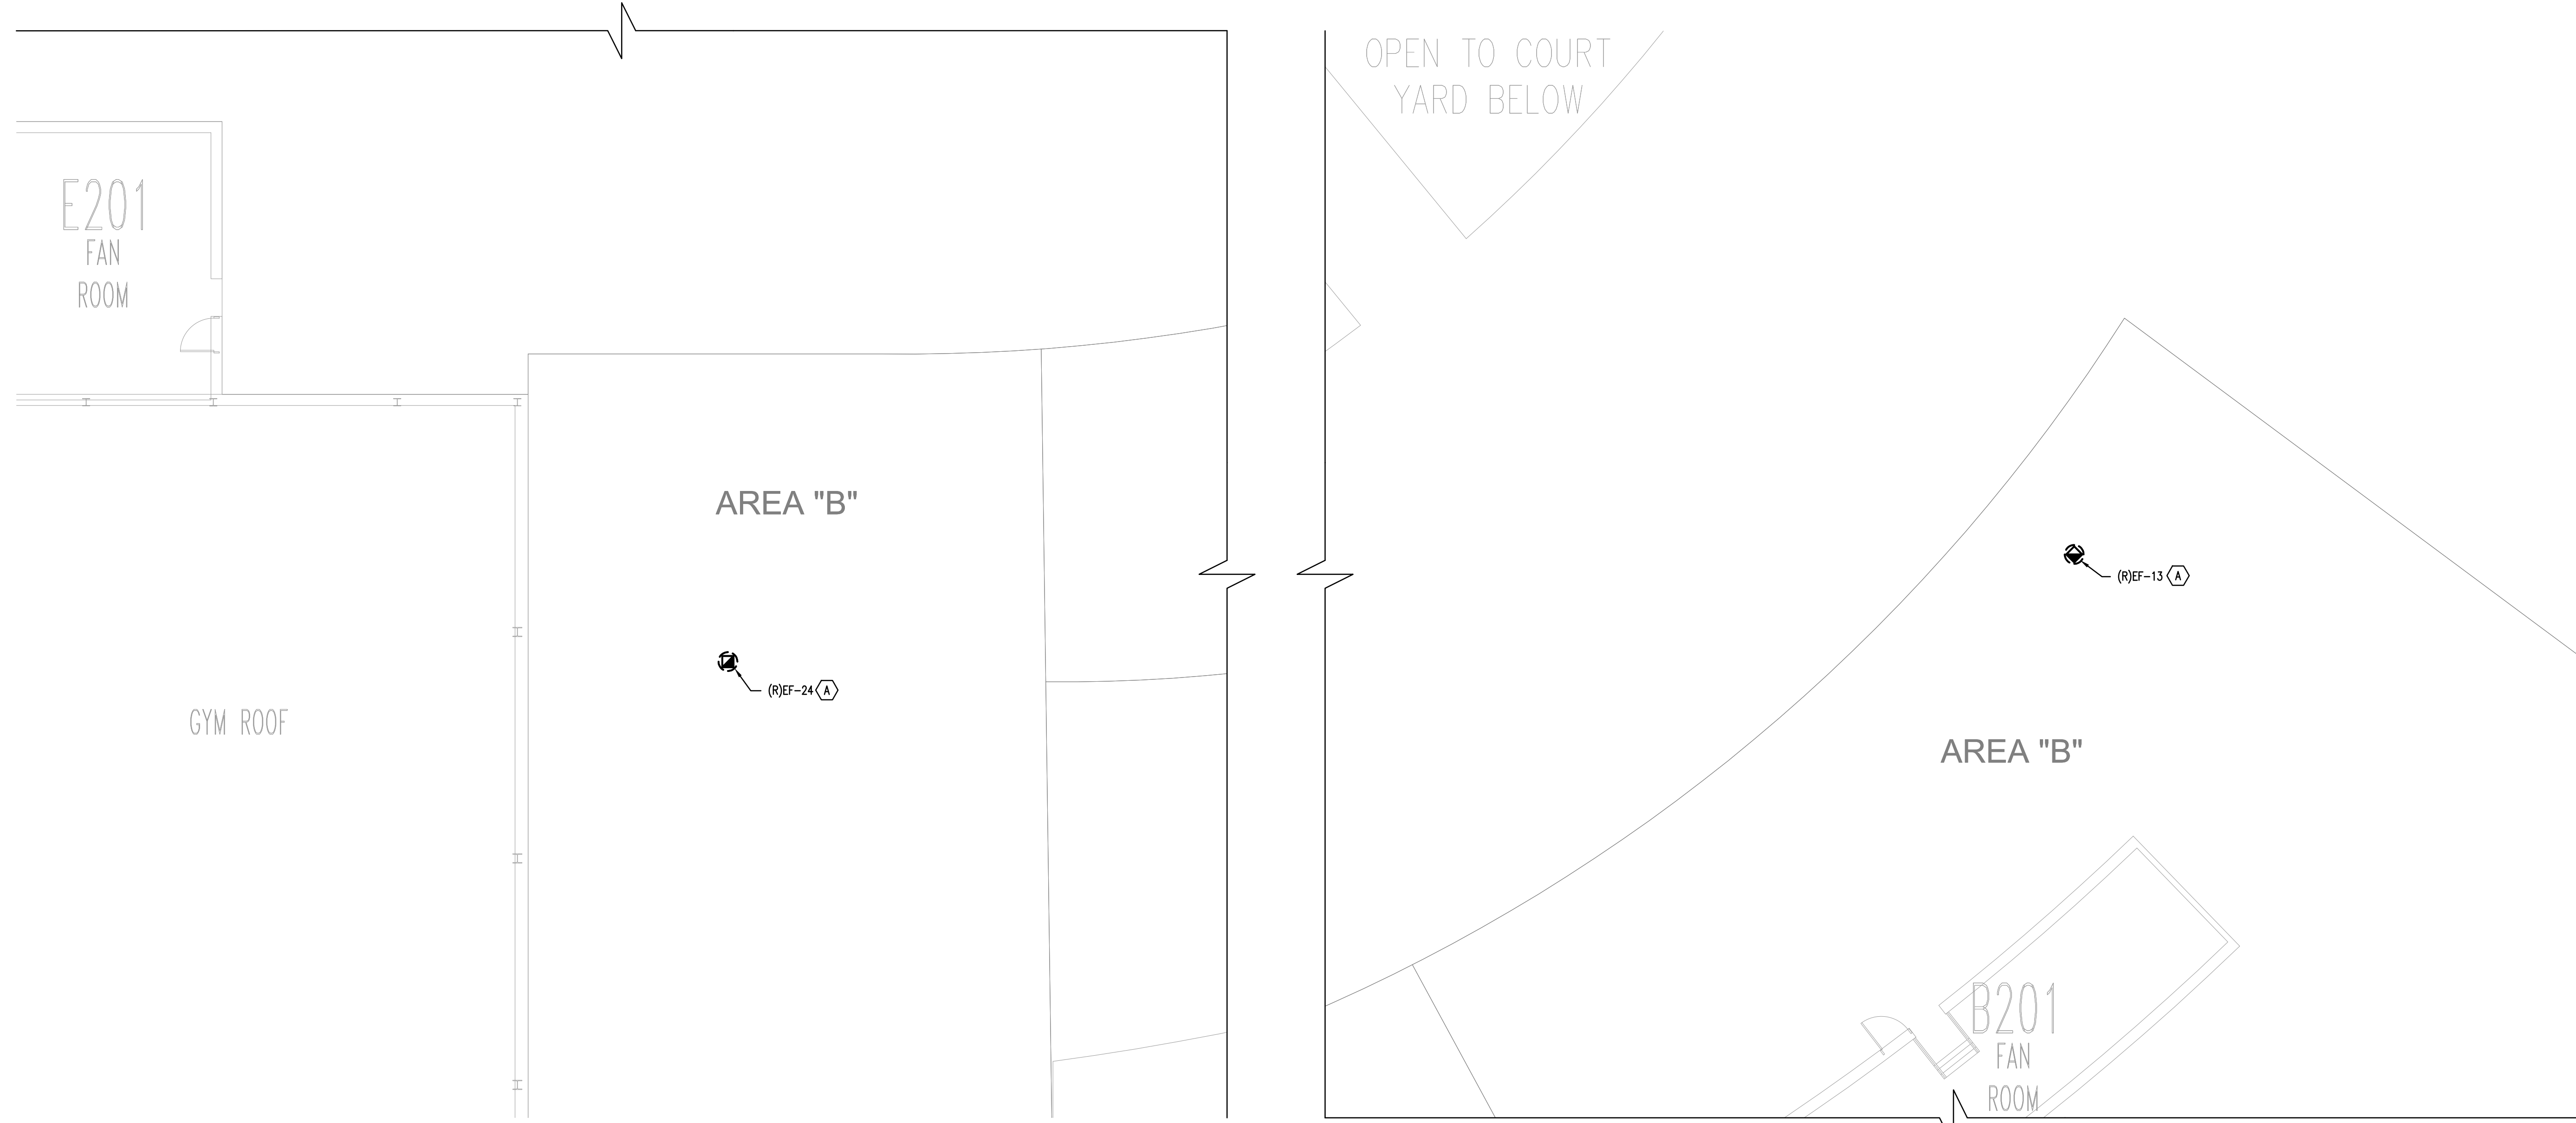 E201
FAN
ROOM
AREA "B"
(R)EF-24 A
GYM ROOF
OPEN TO COURT
YARD BELOW
(R)EF-13 A
AREA "B"
B201
FAN
ROOM